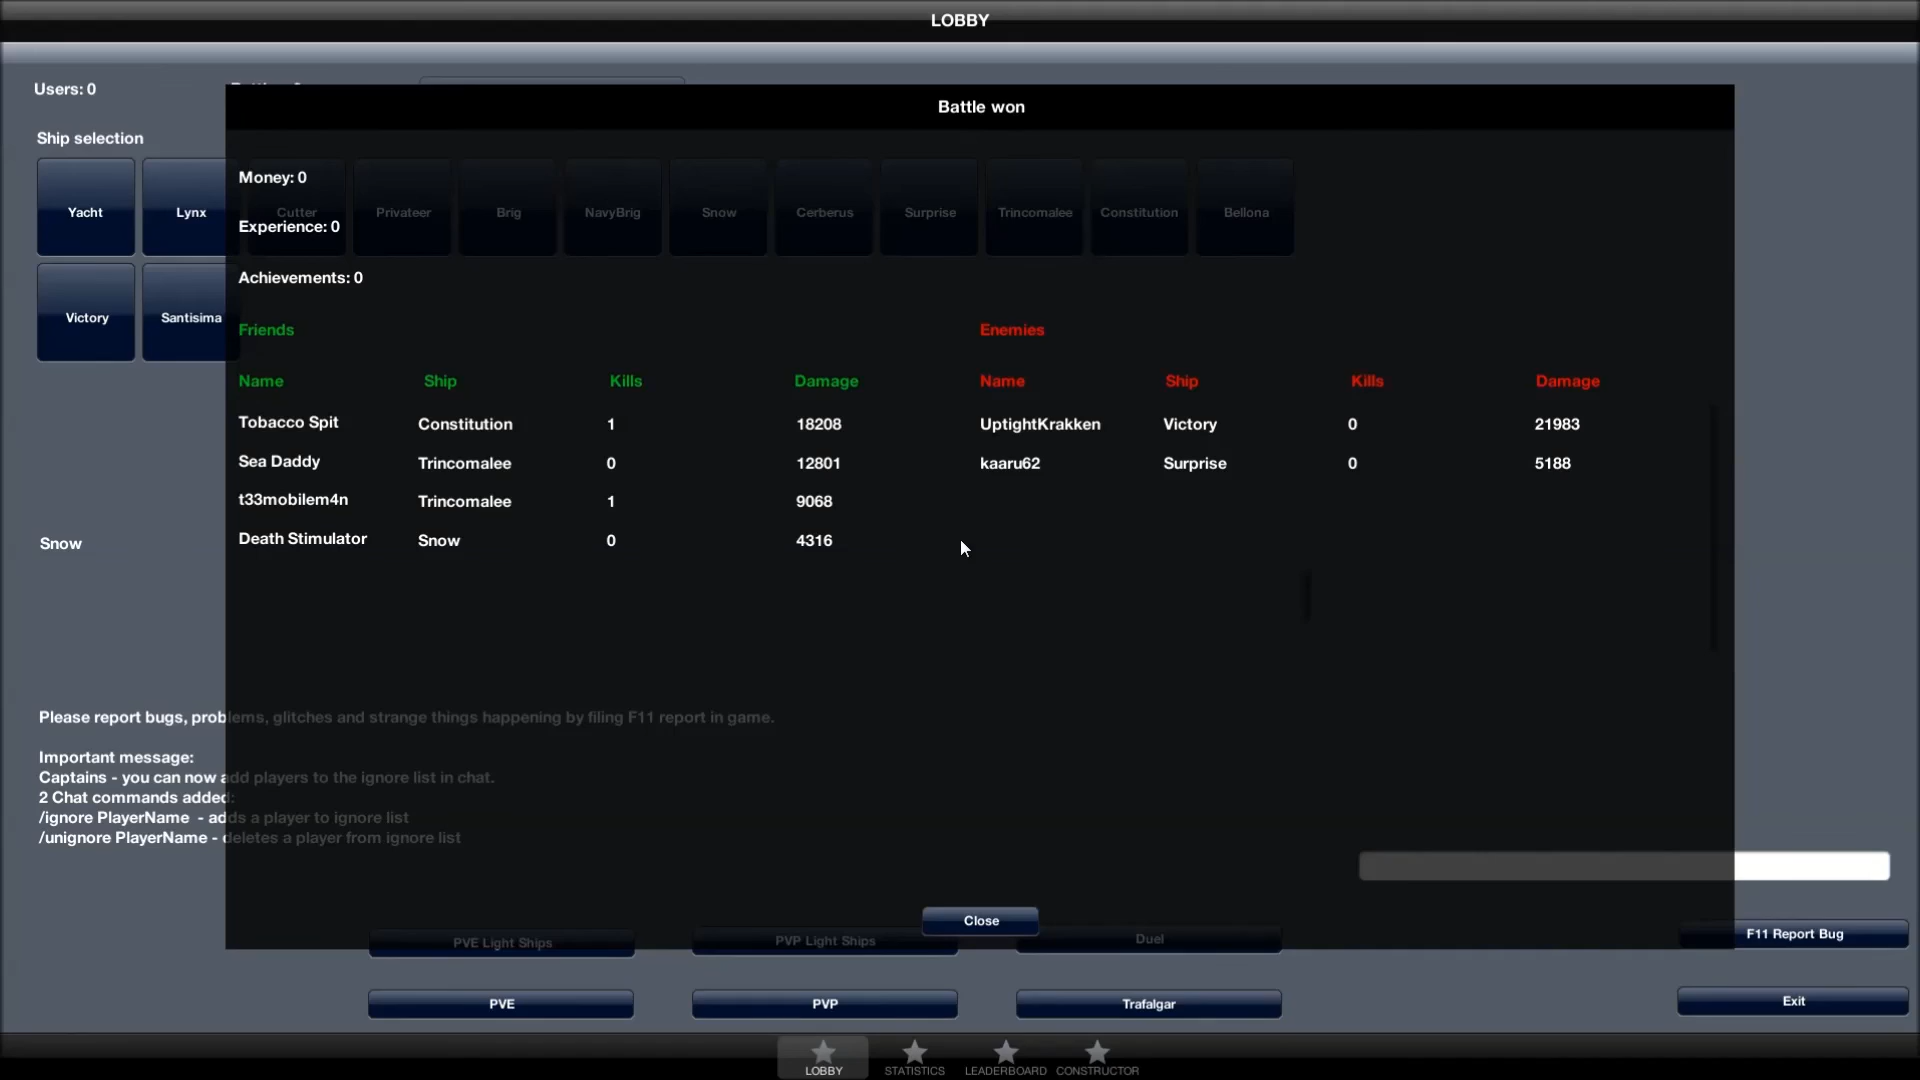 LOBBY
Users: 0
Battle won
Ship selection
Money: 0
Yacht Lynx Cutter Privateer Brig NavyBrig Snow Cerberus Surprise Trincomalee Constitution Bellona
Experience: 0
Achievements: 0
Victory Santisima
Friends Enemies
Name Ship Kills Damage Name Ship Kills Damage
Tobacco Spit Constitution 1 18208 UptightKrakken Victory 0 21983
Sea Daddy Trincomalee 0 12801 kaaru62 Surprise 0 5188
t33mobilem4n Trincomalee 1 9068
Death Stimulator Snow 0 4316
Snow
Please report bugs, problems, glitches and strange things happening by filing F11 report in game.
Important message:
Captains - you can now add players to the ignore list in chat.
2 Chat commands added:
/ignore PlayerName - adds a player to ignore list
/unignore PlayerName - deletes a player from ignore list
Close
PVE Light Ships PVP Light Ships Duel F11 Report Bug
PVE PVP Trafalgar Exit
LOBBY STATISTICS LEADERBOARD CONSTRUCTOR